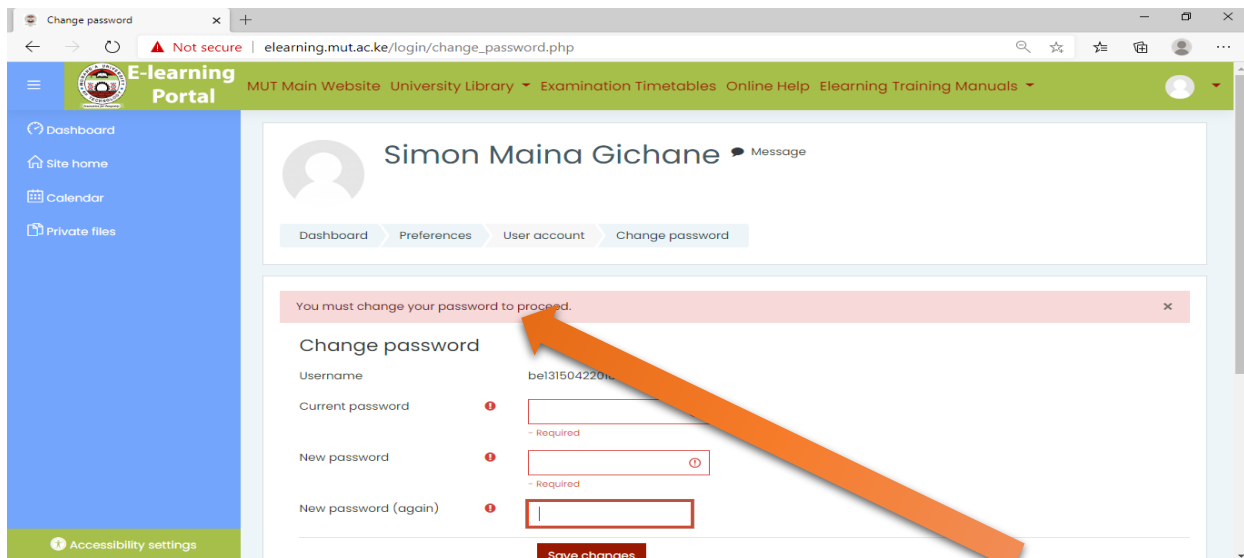 Change password
Not secure | elearning.mut.ac.ke/login/change_password.php
E-learning Portal
MUT Main Website University Library Examination Timetables Online Help Elearning Training Manuals
Dashboard
Site home
Calendar
Private files
Accessibility settings
Simon Maina Gichane Message
Dashboard Preferences User account Change password
You must change your password to proceed.
Change password
Username
Current password
- Required
New password
- Required
New password (again)
Save changes